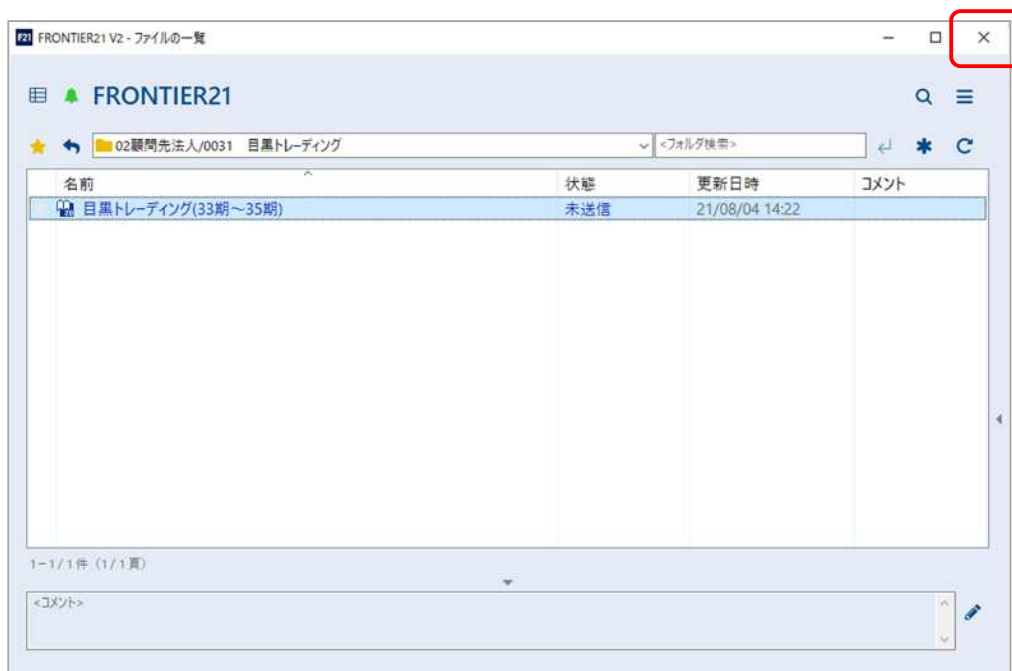 F21 FRONTIER21 V2 - ファイルの一覧
FRONTIER21
02顧問先法人/0031 目黒トレーディング <フォルダ検索>
名前 状態 更新日時 コメント
目黒トレーディング(33期～35期) 未送信 21/08/04 14:22
1-1/1件 (1/1頁)
<コメント>